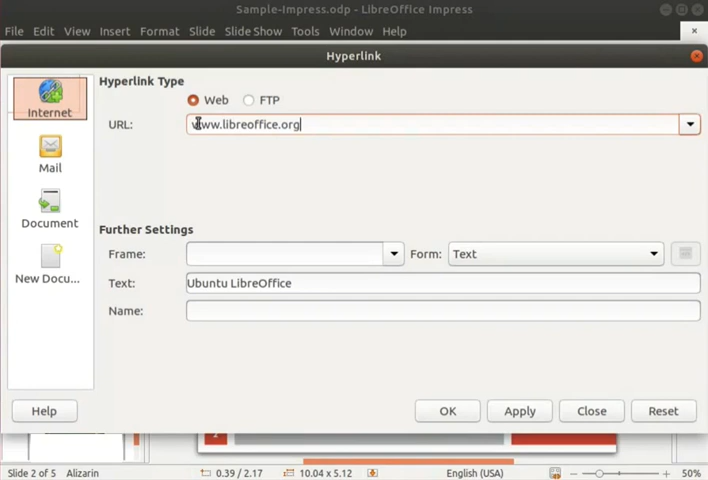 Sample-Impress.odp - LibreOffice Impress
File Edit View Insert Format Slide Slide Show Tools Window Help
Hyperlink
Hyperlink Type
Internet
Web FTP
URL: www.libreoffice.org
Mail
Document
Further Settings
Frame: Form: Text
New Docu...
Text: Ubuntu LibreOffice
Name:
Help OK Apply Close Reset
2
Slide 2 of 5 Alizarin 0.39 / 2.17 10.04 x 5.12 English (USA) 50%